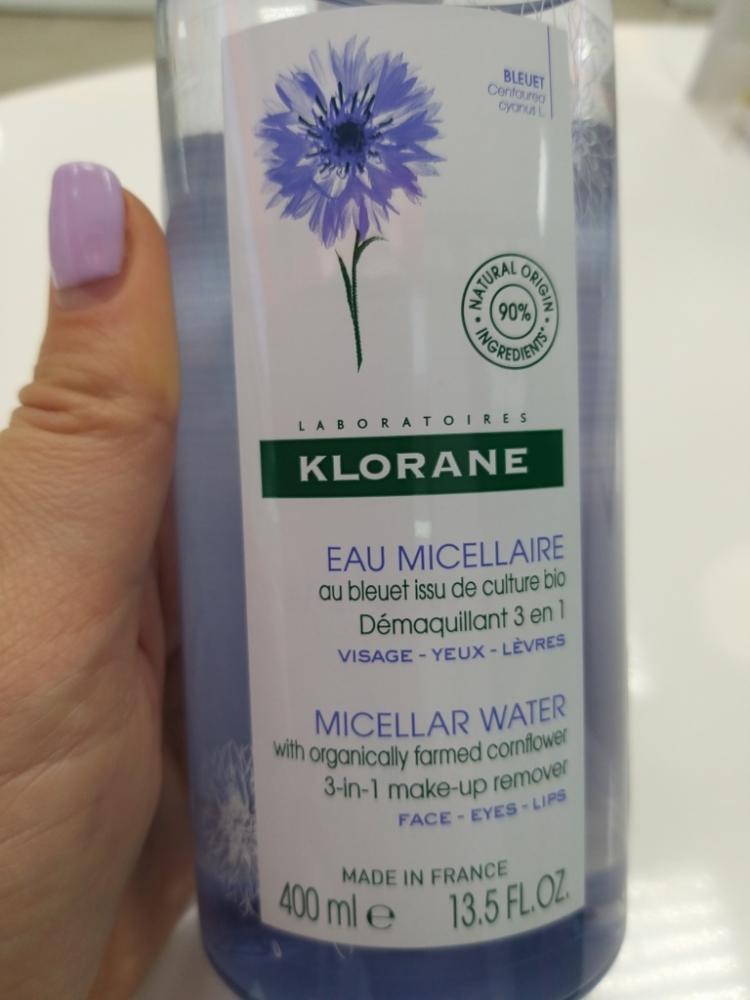 BLEUET
Centaurea
cyanus L.
NATURAL ORIGIN
90%
INGREDIENTS*
LABORATOIRES
KLORANE
EAU MICELLAIRE
au bleuet issu de culture bio
Démaquillant 3 en 1
VISAGE - YEUX - LÈVRES
MICELLAR WATER
with organically farmed cornflower
3-in-1 make-up remover
FACE - EYES - LIPS
MADE IN FRANCE
400 ml ℮ 13.5 FL.OZ.